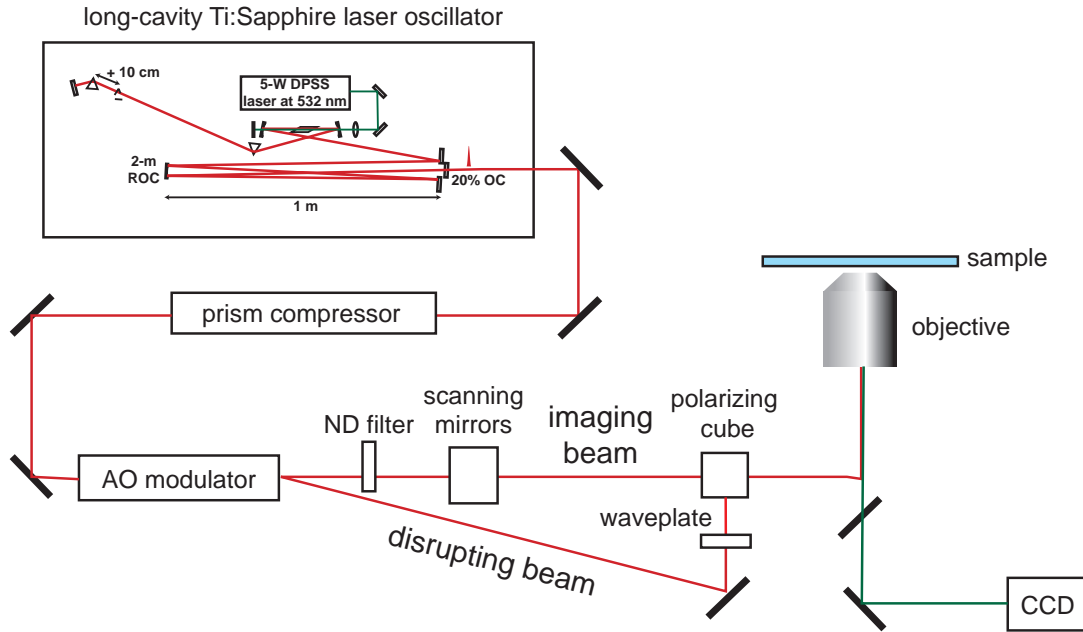 long-cavity Ti:Sapphire laser oscillator
+ 10 cm
5-W DPSS
laser at 532 nm
2-m
ROC
20% OC
1 m
sample
prism compressor
objective
ND filter
scanning
mirrors
imaging
beam
polarizing
cube
AO modulator
waveplate
disrupting beam
CCD